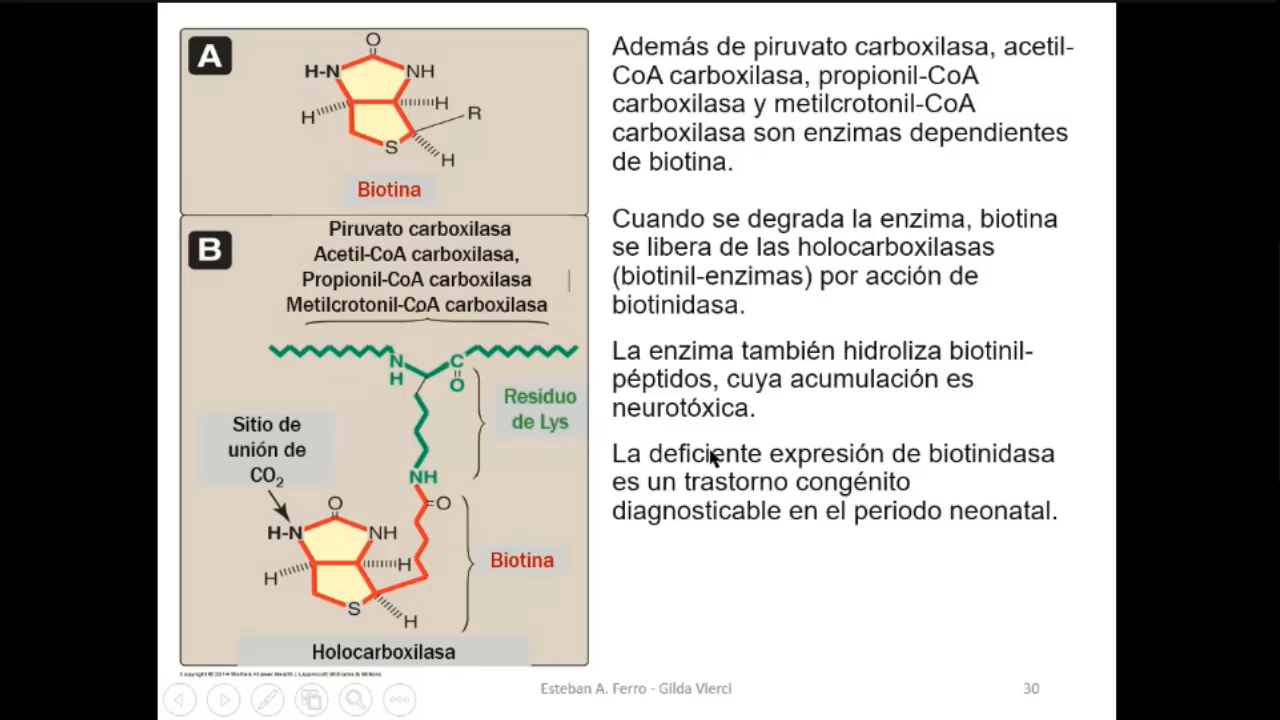 A
O
H-N
NH
H
H
R
S
H
Biotina
B
Piruvato carboxilasa
Acetil-CoA carboxilasa,
Propionil-CoA carboxilasa
Metilcrotonil-CoA carboxilasa
N
H
C
O
Residuo
de Lys
Sitio de
unión de
CO₂
NH
O
O
H-N
NH
H
H
S
H
Biotina
Holocarboxilasa
Copyright © 2014 Wolters Kluwer Health | Lippincott Williams & Wilkins
Además de piruvato carboxilasa, acetil-
CoA carboxilasa, propionil-CoA
carboxilasa y metilcrotonil-CoA
carboxilasa son enzimas dependientes
de biotina.
Cuando se degrada la enzima, biotina
se libera de las holocarboxilasas
(biotinil-enzimas) por acción de
biotinidasa.
La enzima también hidroliza biotinil-
péptidos, cuya acumulación es
neurotóxica.
La deficiente expresión de biotinidasa
es un trastorno congénito
diagnosticable en el periodo neonatal.
Esteban A. Ferro - Gilda Vierci
30